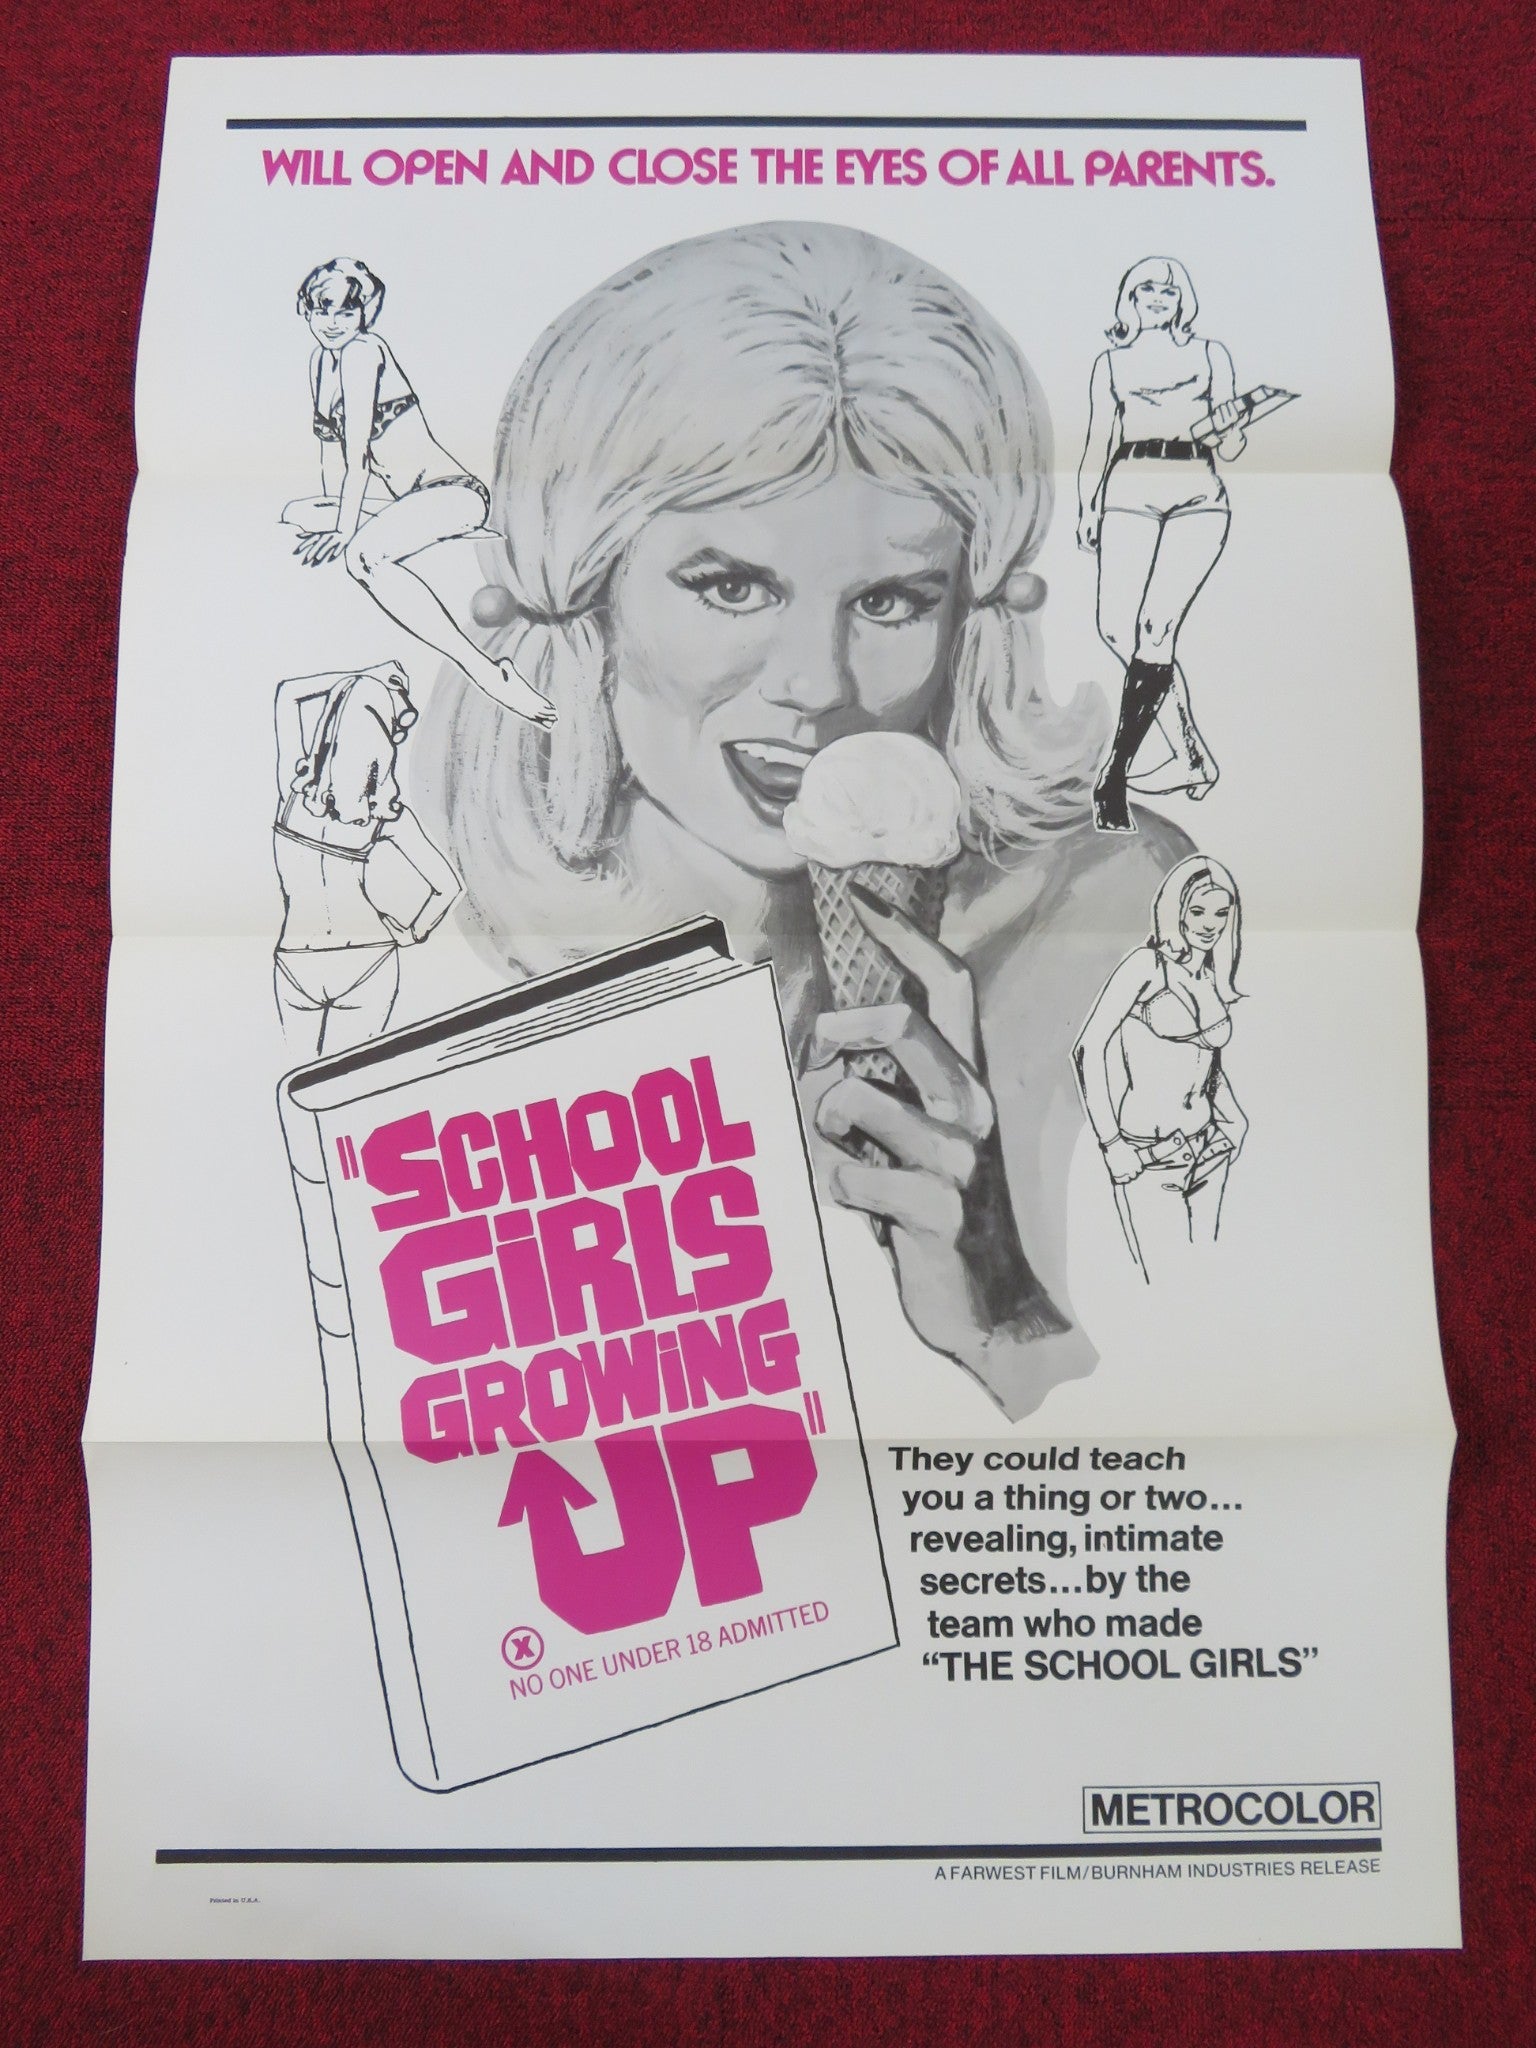 WILL OPEN AND CLOSE THE EYES OF ALL PARENTS.
"SCHOOL
GiRLS
GROWiNG
UP"
X
NO ONE UNDER 18 ADMITTED
They could teach
you a thing or two...
revealing, intimate
secrets...by the
team who made
“THE SCHOOL GIRLS”
METROCOLOR
A FARWEST FILM/BURNHAM INDUSTRIES RELEASE
Printed in U.S.A.